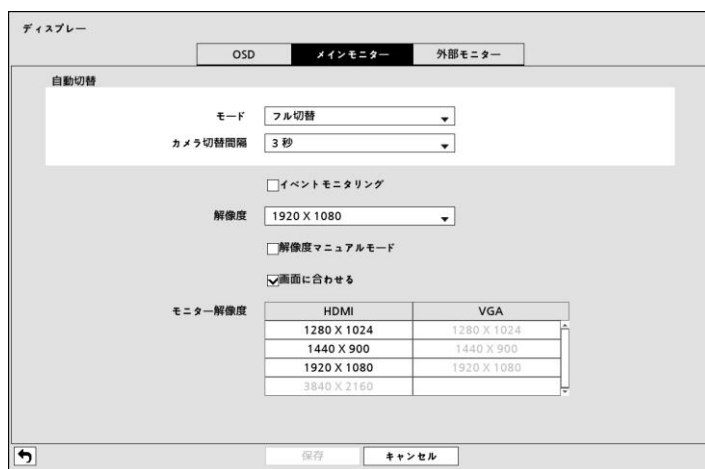 ディスプレー
OSD メインモニター 外部モニター
自動切替
モード フル切替
カメラ切替間隔 3 秒
イベントモニタリング
解像度 1920 X 1080
解像度マニュアルモード
画面に合わせる
モニター解像度 HDMI VGA
1280 X 1024 1280 X 1024
1440 X 900 1440 X 900
1920 X 1080 1920 X 1080
3840 X 2160
保存 キャンセル